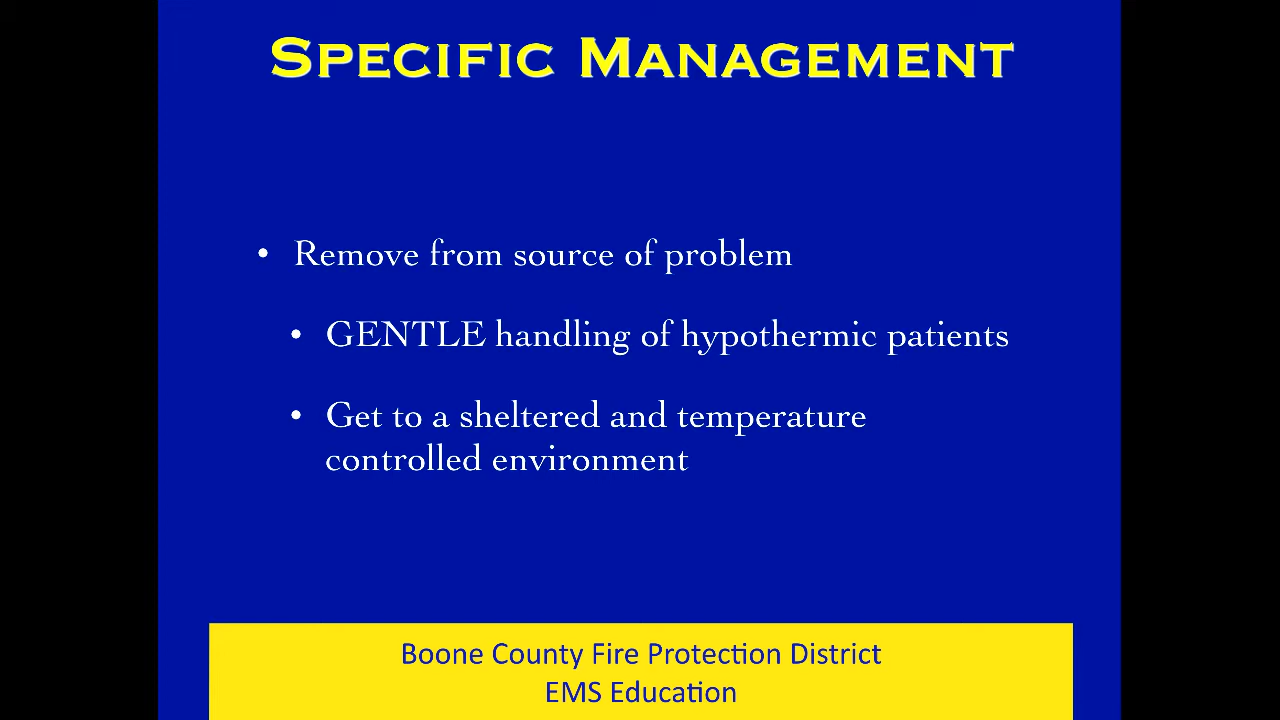 SPECIFIC MANAGEMENT
• Remove from source of problem
• GENTLE handling of hypothermic patients
• Get to a sheltered and temperature
controlled environment
Boone County Fire Protection District
EMS Education